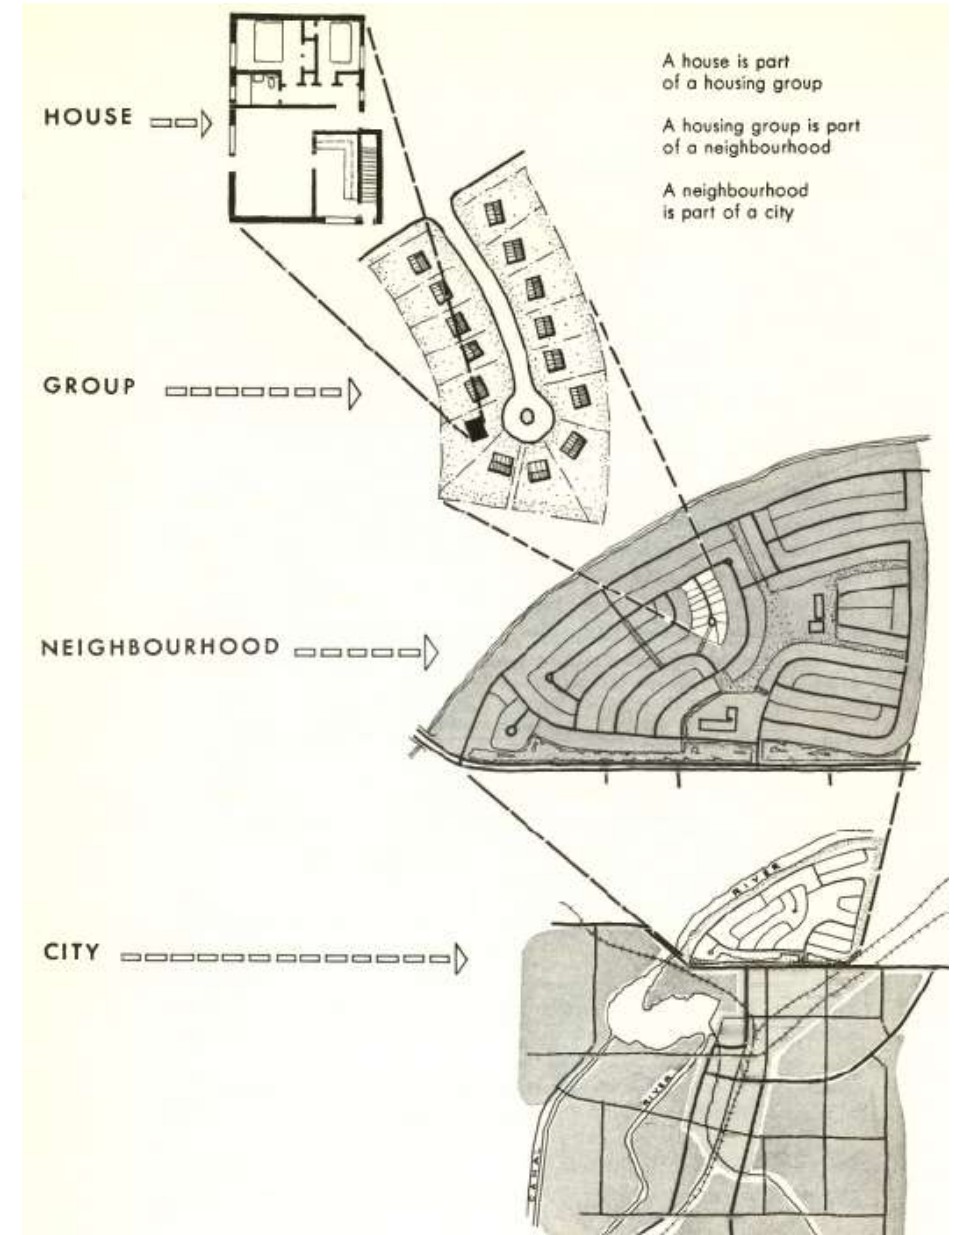 A house is part
of a housing group
A housing group is part
of a neighbourhood
A neighbourhood
is part of a city
HOUSE
GROUP
NEIGHBOURHOOD
RIVER
CITY
RIVER
CANAL